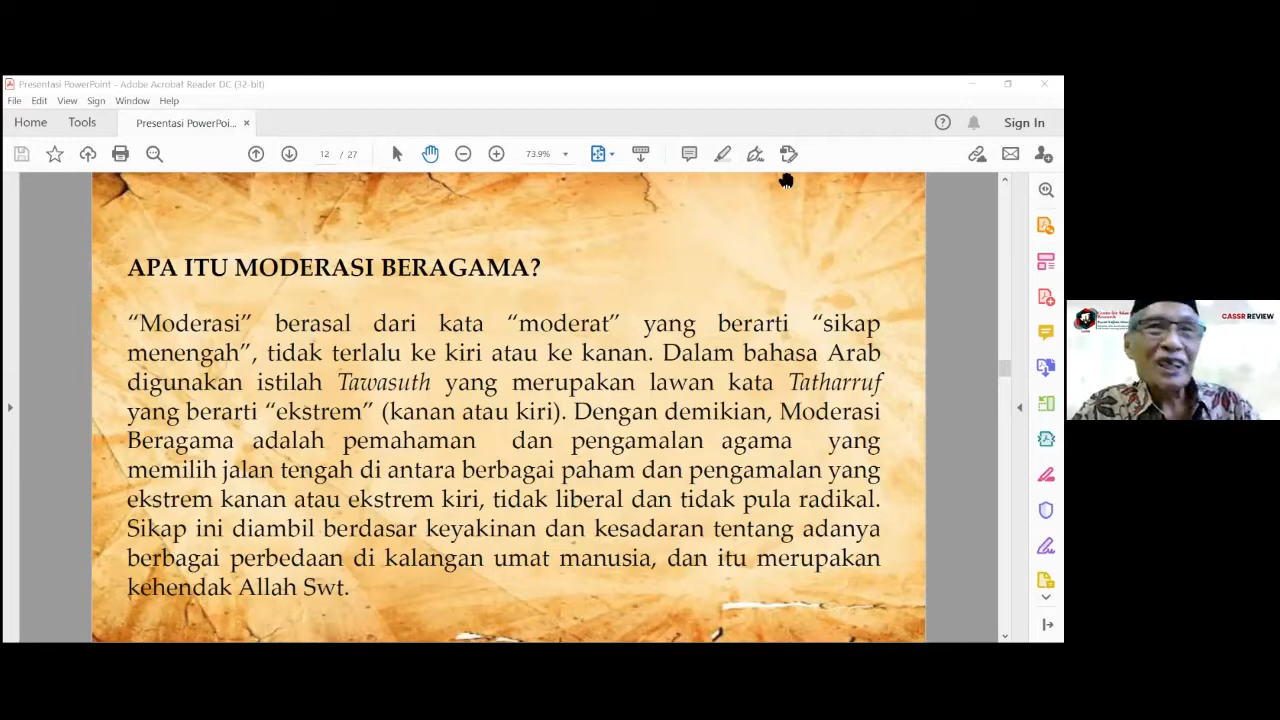 Presentasi PowerPoint - Adobe Acrobat Reader DC (32-bit)
File Edit View Sign Window Help
Home Tools Presentasi PowerPoi... × Sign In
12 / 27 73.9%
APA ITU MODERASI BERAGAMA?
“Moderasi” berasal dari kata “moderat” yang berarti “sikap
menengah”, tidak terlalu ke kiri atau ke kanan. Dalam bahasa Arab
digunakan istilah Tawasuth yang merupakan lawan kata Tatharruf
yang berarti “ekstrem” (kanan atau kiri). Dengan demikian, Moderasi
Beragama adalah pemahaman dan pengamalan agama yang
memilih jalan tengah di antara berbagai paham dan pengamalan yang
ekstrem kanan atau ekstrem kiri, tidak liberal dan tidak pula radikal.
Sikap ini diambil berdasar keyakinan dan kesadaran tentang adanya
berbagai perbedaan di kalangan umat manusia, dan itu merupakan
kehendak Allah Swt.
CASSR REVIEW